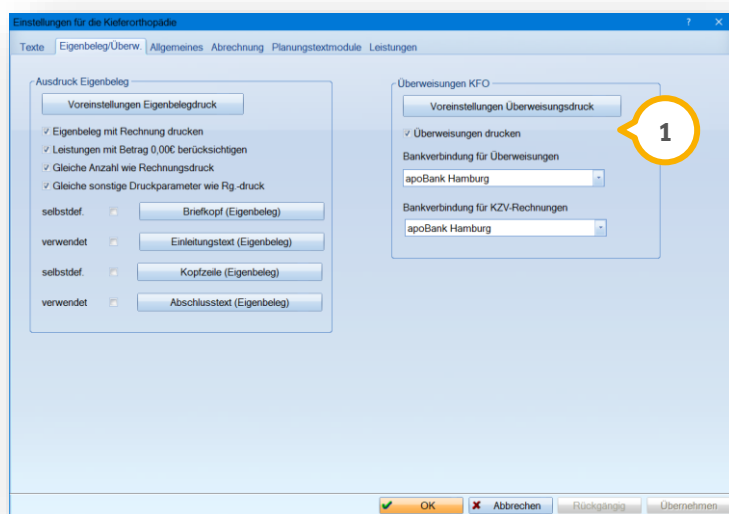 Einstellungen für die Kieferorthopädie
Texte Eigenbeleg/Überw. Allgemeines Abrechnung Planungstextmodule Leistungen
Ausdruck Eigenbeleg
Voreinstellungen Eigenbelegdruck
Eigenbeleg mit Rechnung drucken
Leistungen mit Betrag 0,00€ berücksichtigen
Gleiche Anzahl wie Rechnungsdruck
Gleiche sonstige Druckparameter wie Rg.-druck
selbstdef. Briefkopf (Eigenbeleg)
verwendet Einleitungstext (Eigenbeleg)
selbstdef. Kopfzeile (Eigenbeleg)
verwendet Abschlusstext (Eigenbeleg)
Überweisungen KFO
Voreinstellungen Überweisungsdruck
Überweisungen drucken
1
Bankverbindung für Überweisungen
apoBank Hamburg
Bankverbindung für KZV-Rechnungen
apoBank Hamburg
OK Abbrechen Rückgängig Übernehmen